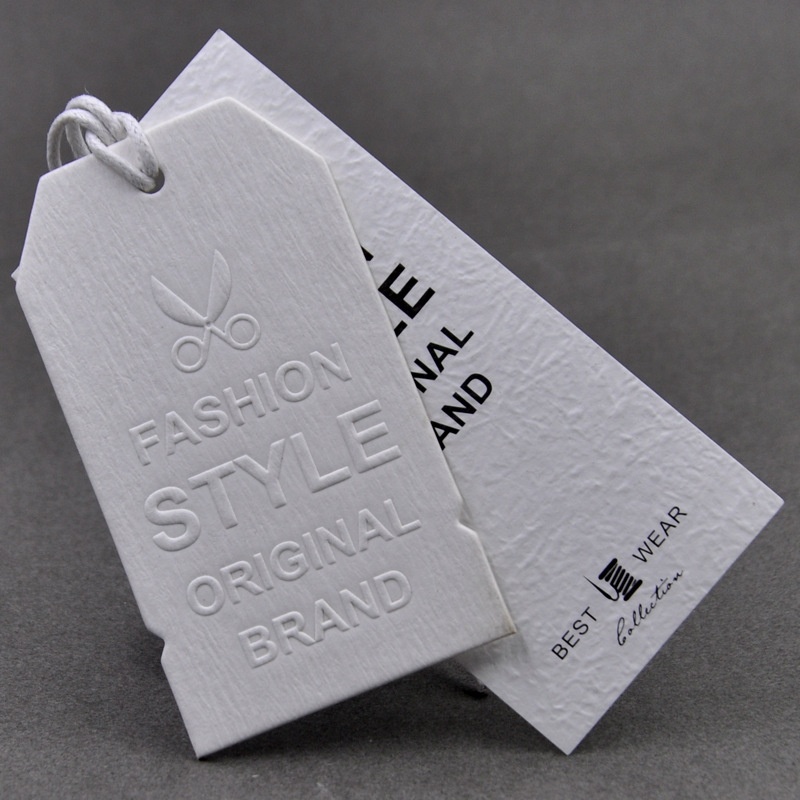 FASHION
STYLE
ORIGINAL
BRAND
LE
NAL
AND
BEST WEAR
Collection